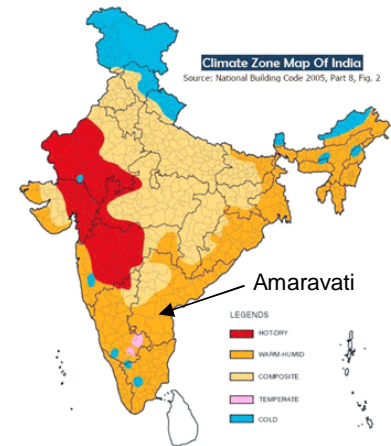 Climate Zone Map Of India
Source: National Building Code 2005, Part 8, Fig. 2
Amaravati
LEGENDS
HOT-DRY
WARM-HUMID
COMPOSITE
TEMPERATE
COLD